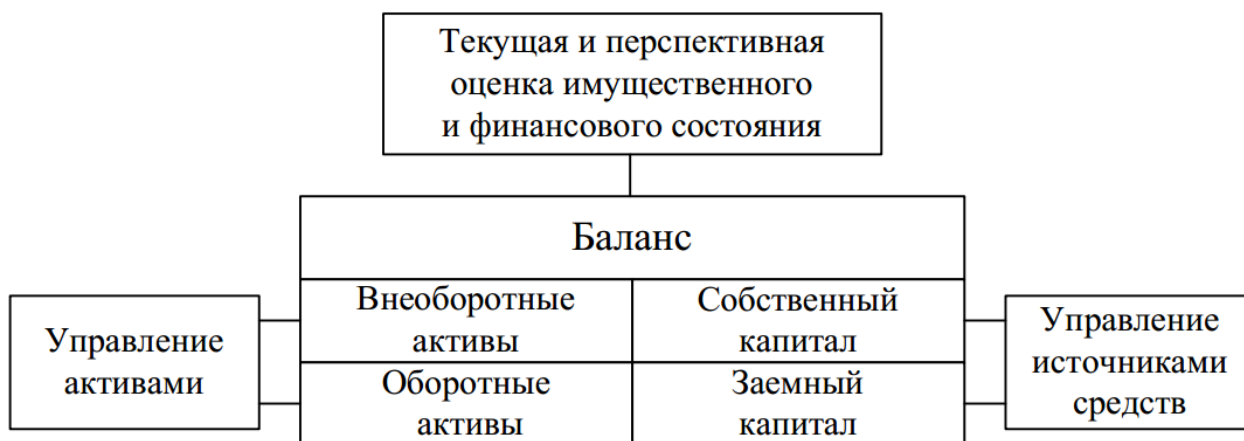 Текущая и перспективная
оценка имущественного
и финансового состояния
Баланс
Внеоборотные
активы
Собственный
капитал
Управление
активами
Оборотные
активы
Заемный
капитал
Управление
источниками
средств